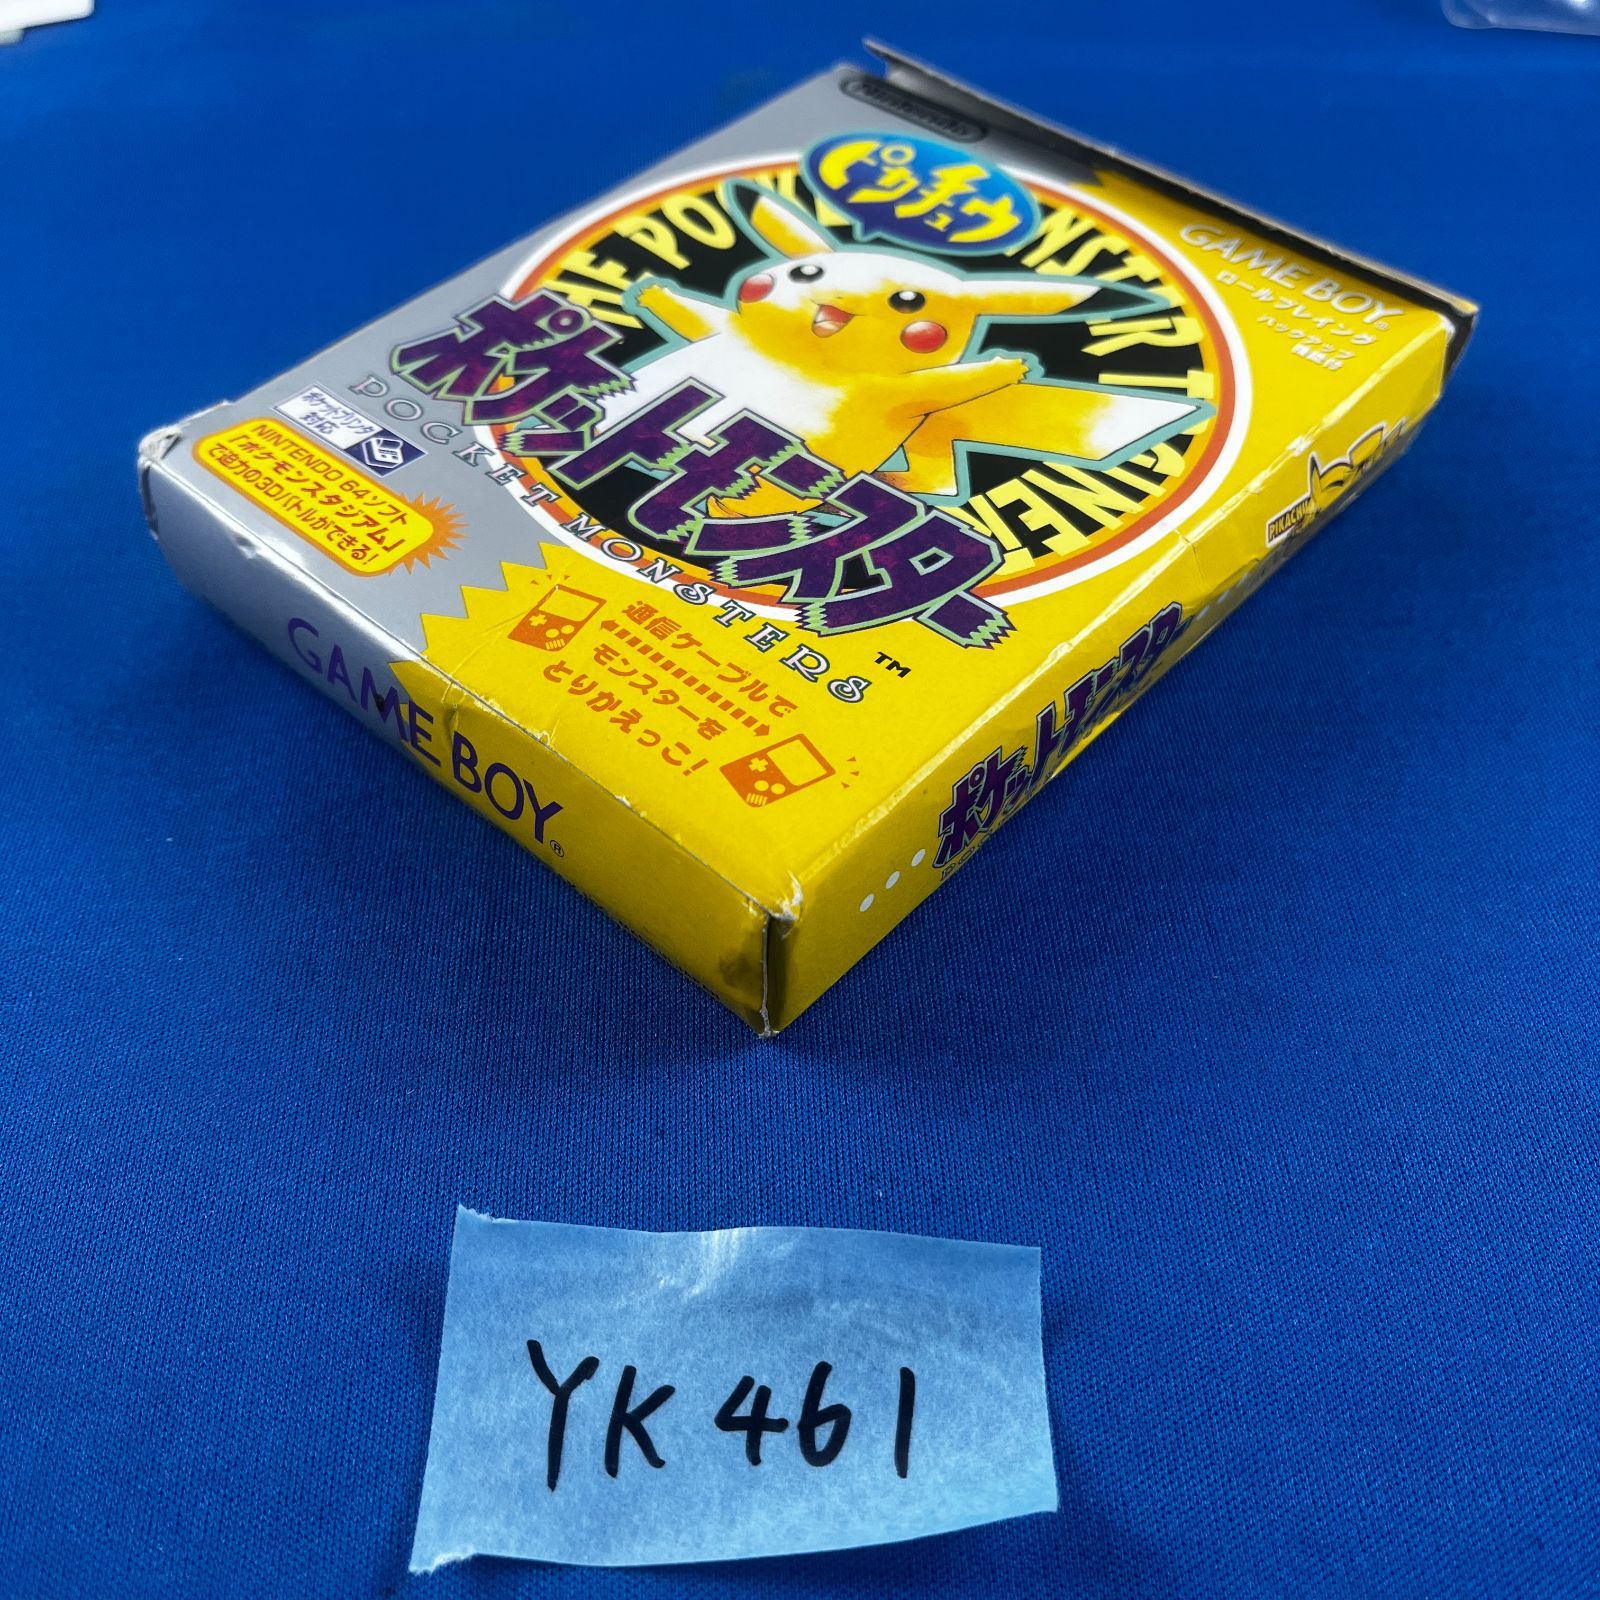 Nintendo
ピカチュウ
GAME BOY®
ロールプレイング
バックアップ
機能付
ポケットモンスター
POCKET MONSTERS
TM
ポケットプリンタ
対応
NINTENDO 64ソフト
「ポケモンスタジアム」
で迫力の3Dバトルができる!
通信ケーブルで
モンスターを
とりかえっこ!
GAME BOY®
ポケットモンスター
PIKACHU
YK461